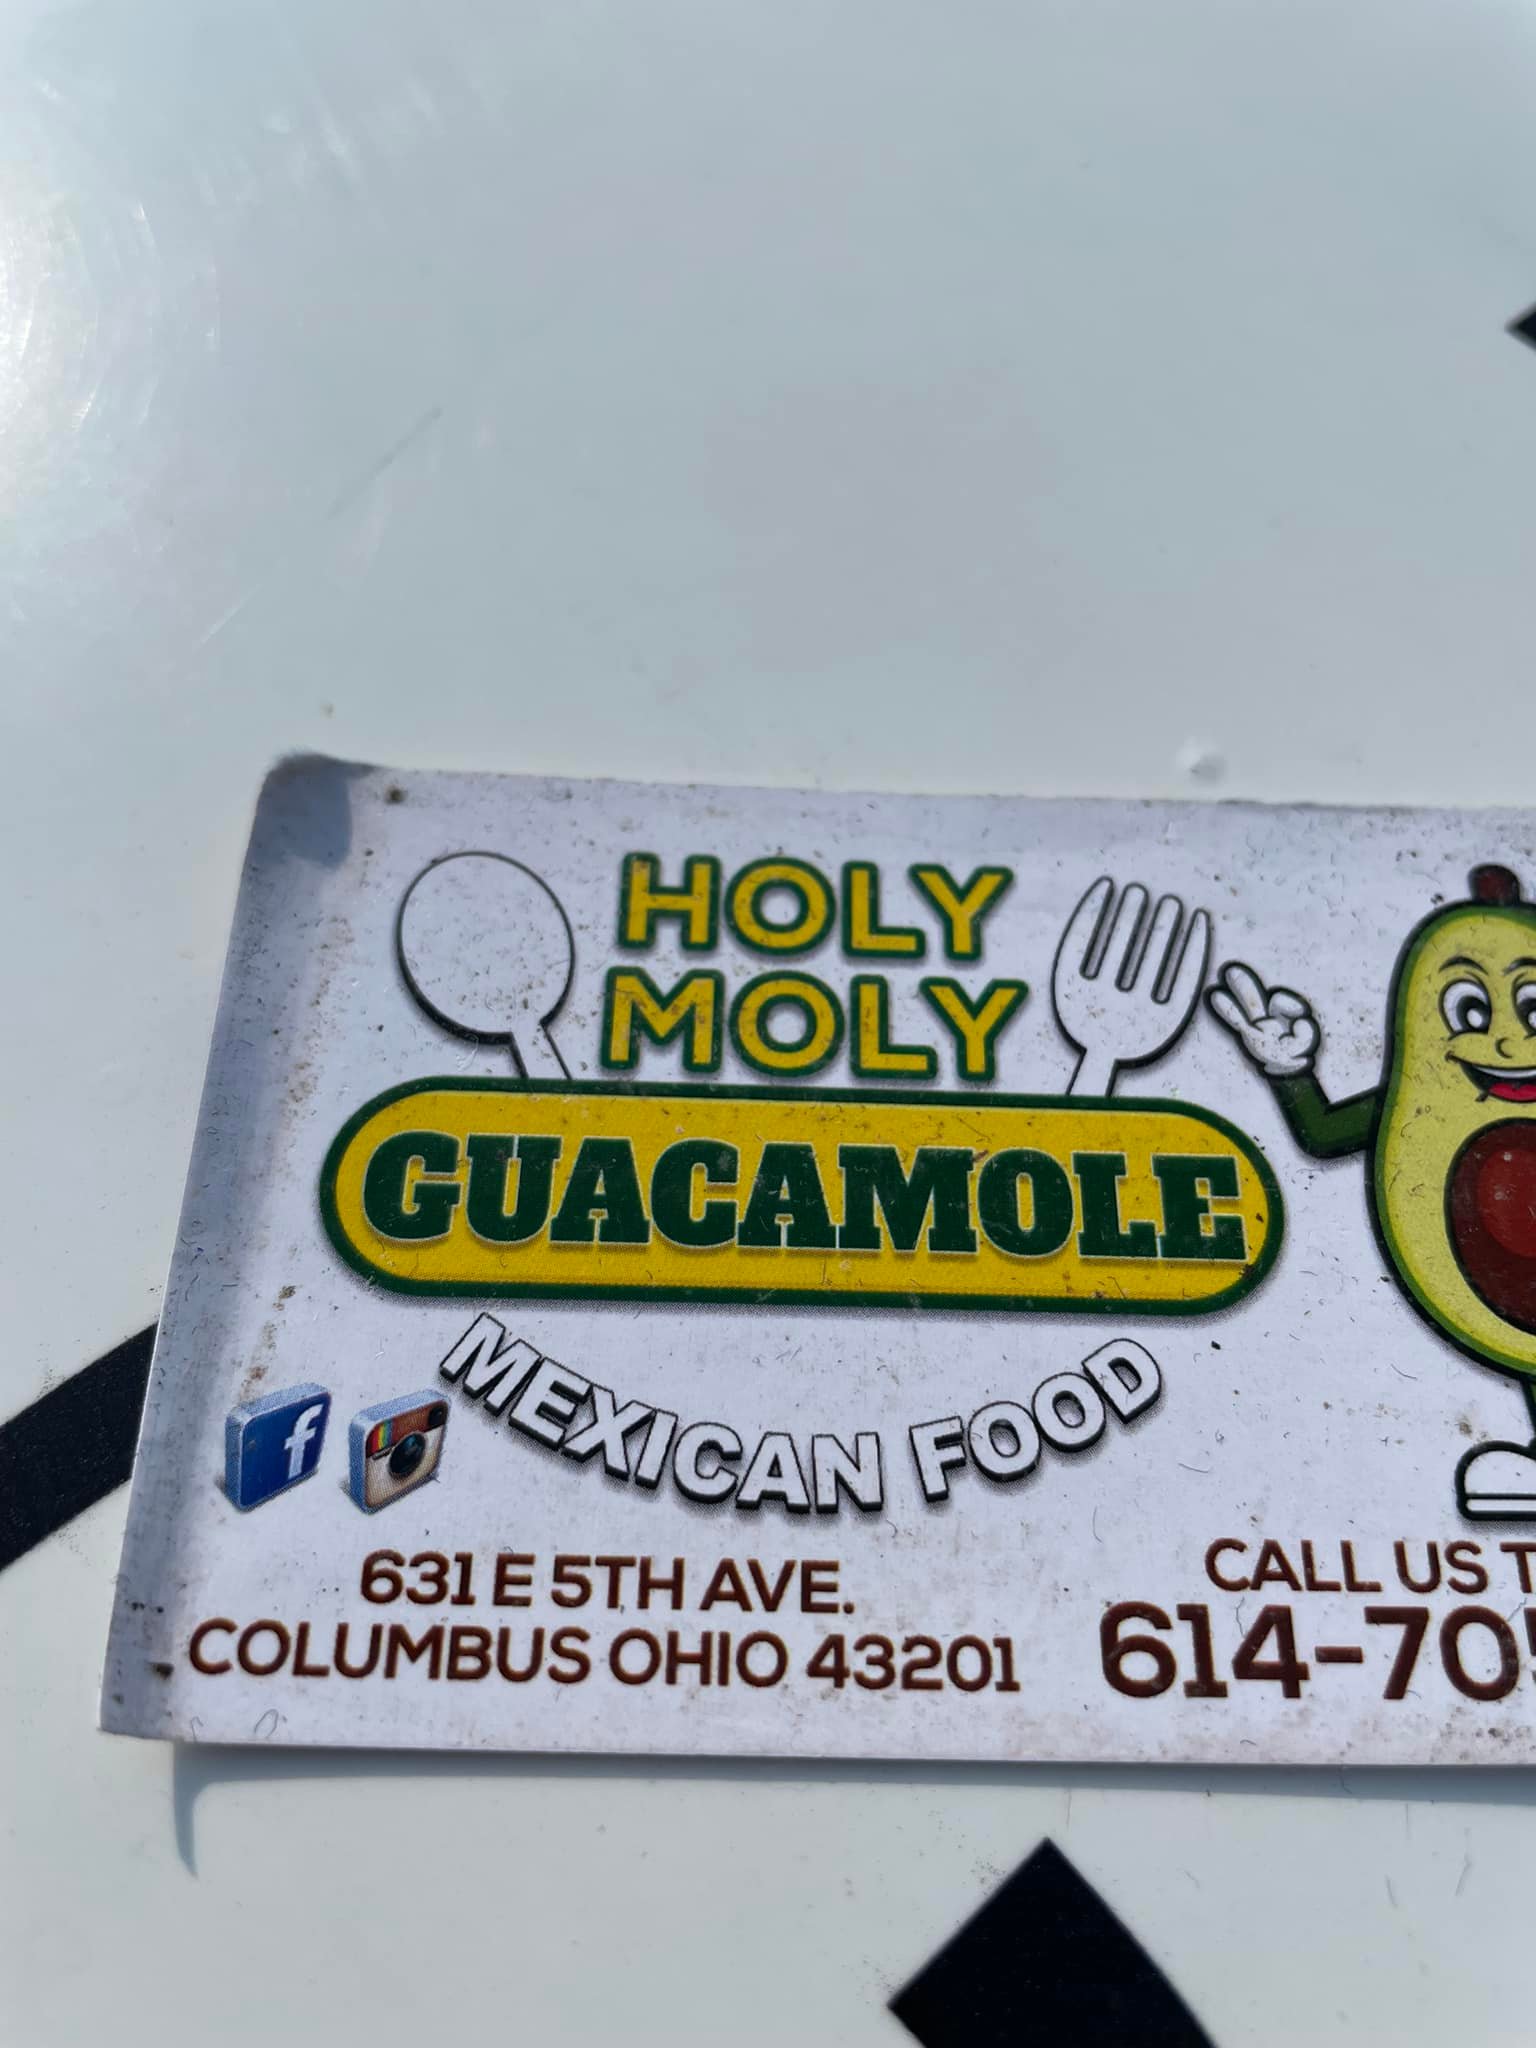 HOLY
MOLY
GUACAMOLE
MEXICAN FOOD
631 E 5TH AVE.
COLUMBUS OHIO 43201
CALL US
614-70